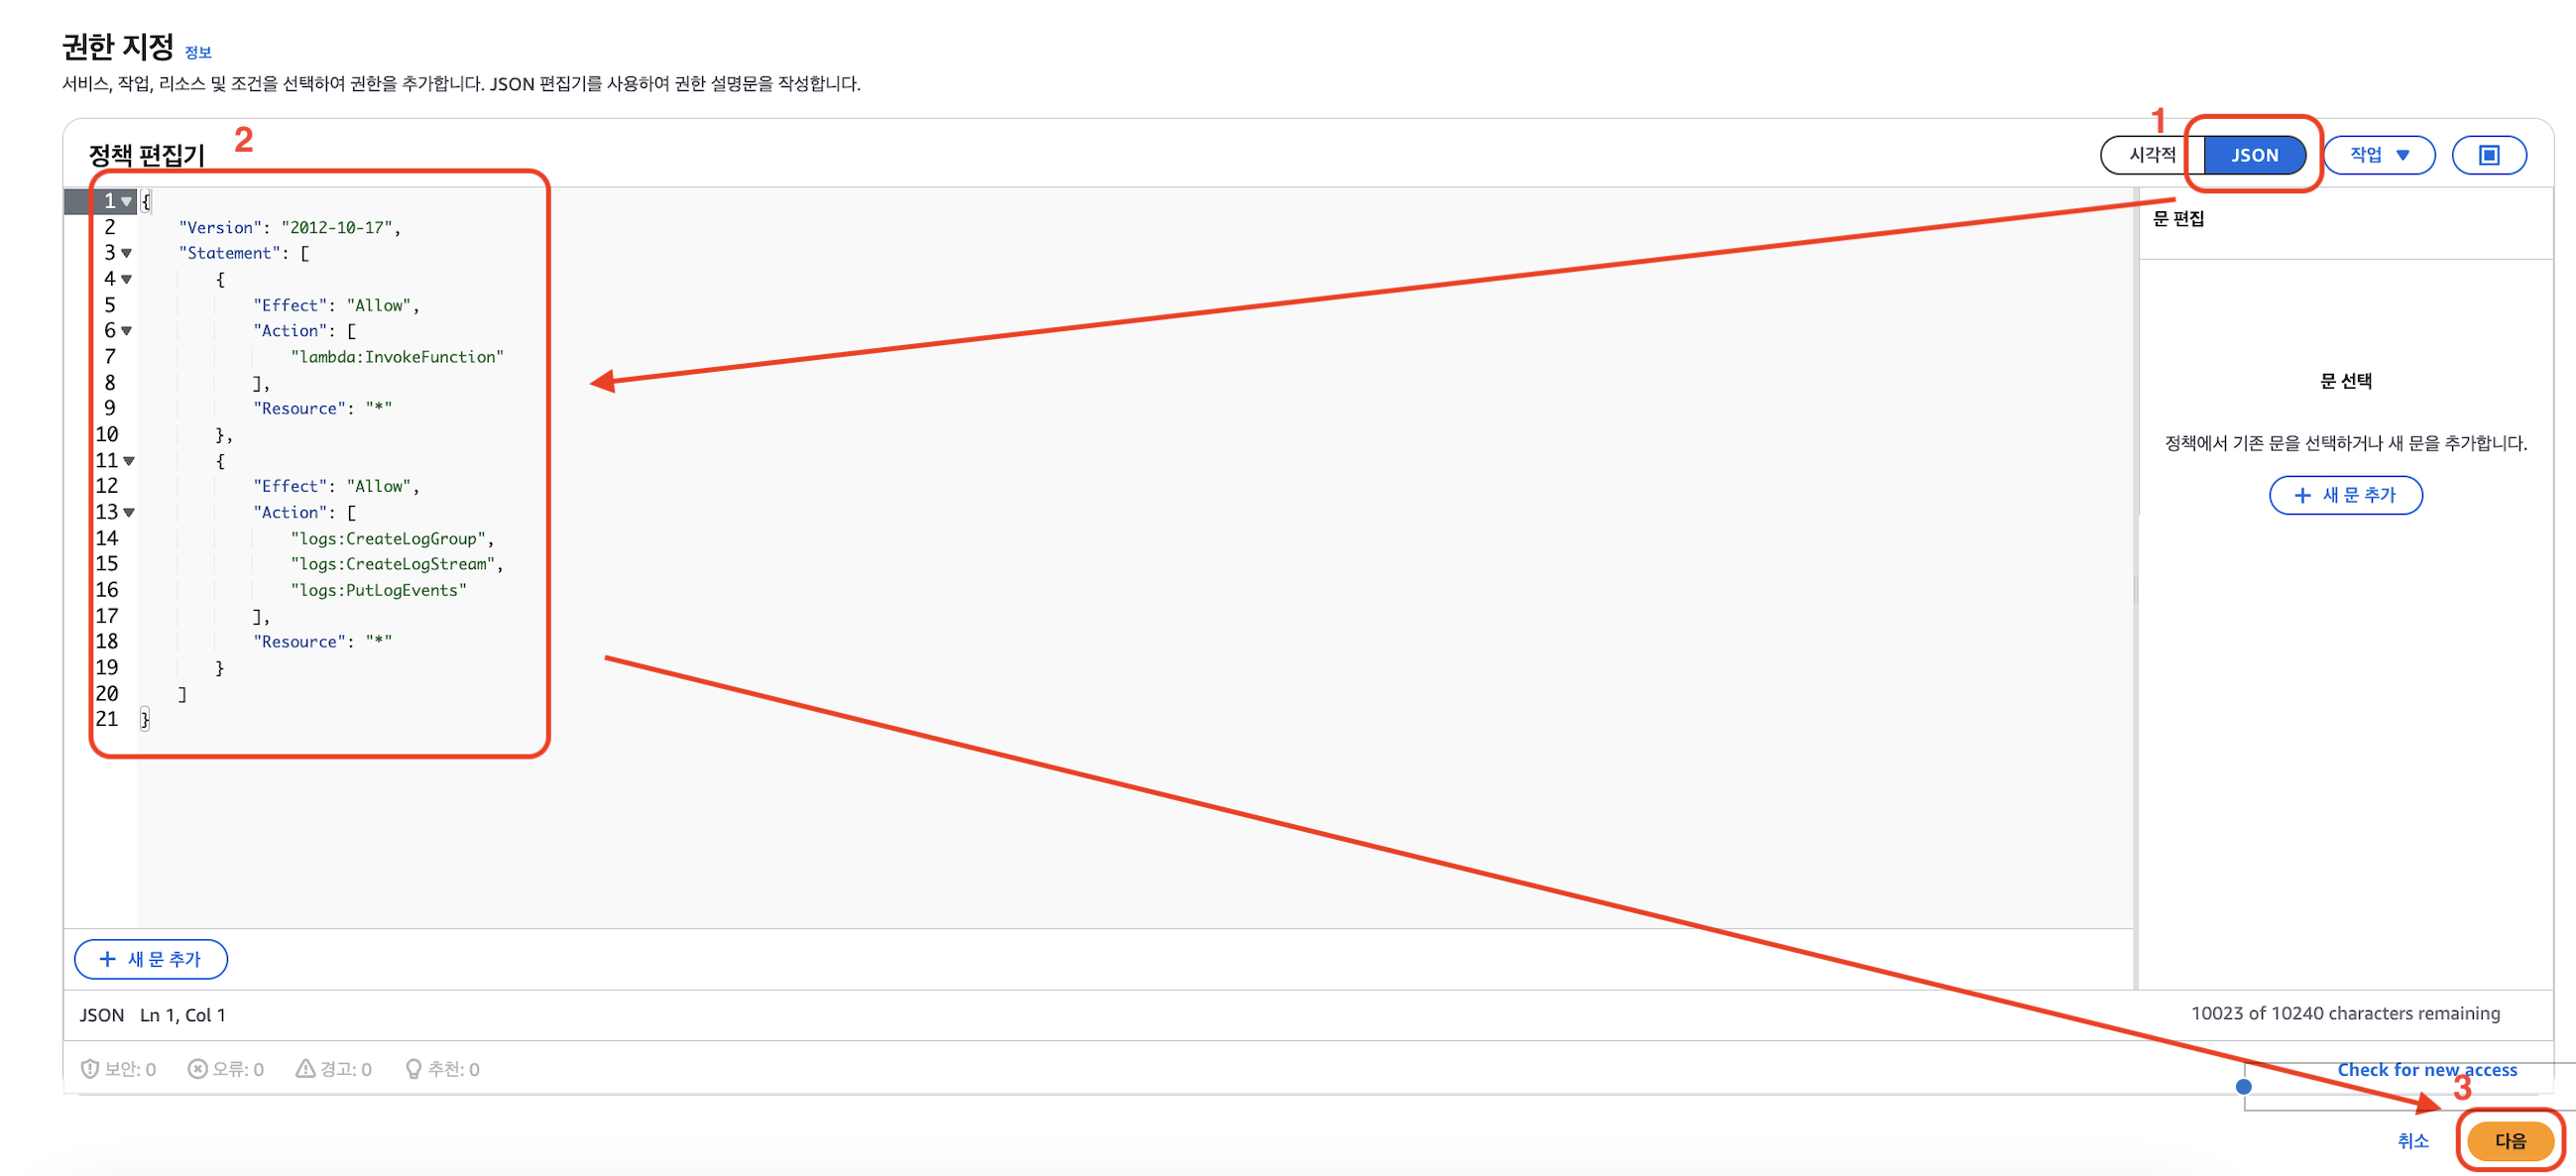 권한 지정 정보
서비스, 작업, 리소스 및 조건을 선택하여 권한을 추가합니다. JSON 편집기를 사용하여 권한 설명문을 작성합니다.
정책 편집기
2
1
시각적
JSON
작업
1 {
2 "Version": "2012-10-17",
3 "Statement": [
4 {
5 "Effect": "Allow",
6 "Action": [
7 "lambda:InvokeFunction"
8 ],
9 "Resource": "*"
10 },
11 {
12 "Effect": "Allow",
13 "Action": [
14 "logs:CreateLogGroup",
15 "logs:CreateLogStream",
16 "logs:PutLogEvents"
17 ],
18 "Resource": "*"
19 }
20 ]
21 }
문 편집
문 선택
정책에서 기존 문을 선택하거나 새 문을 추가합니다.
+ 새 문 추가
+ 새 문 추가
JSON Ln 1, Col 1
10023 of 10240 characters remaining
보안: 0 오류: 0 경고: 0 추천: 0
Check for new access
3
취소
다음